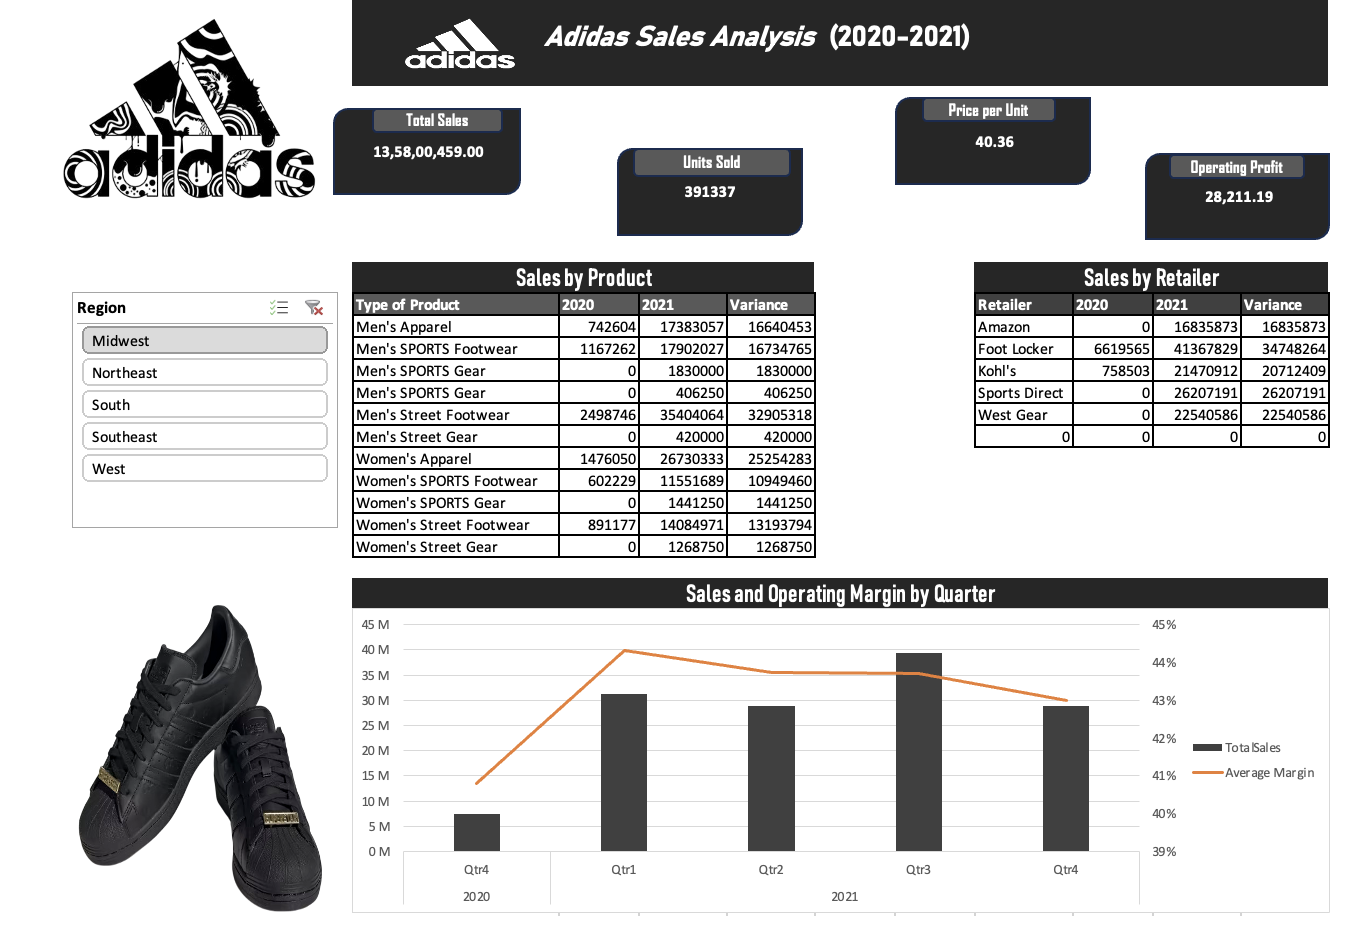 adidas
adidas
Adidas Sales Analysis (2020-2021)
Total Sales
13,58,00,459.00
Units Sold
391337
Price per Unit
40.36
Operating Profit
28,211.19
Region
Midwest
Northeast
South
Southeast
West
Sales by Product
Type of Product 2020 2021 Variance
Men's Apparel 742604 17383057 16640453
Men's SPORTS Footwear 1167262 17902027 16734765
Men's SPORTS Gear 0 1830000 1830000
Men's SPORTS Gear 0 406250 406250
Men's Street Footwear 2498746 35404064 32905318
Men's Street Gear 0 420000 420000
Women's Apparel 1476050 26730333 25254283
Women's SPORTS Footwear 602229 11551689 10949460
Women's SPORTS Gear 0 1441250 1441250
Women's Street Footwear 891177 14084971 13193794
Women's Street Gear 0 1268750 1268750
Sales by Retailer
Retailer 2020 2021 Variance
Amazon 0 16835873 16835873
Foot Locker 6619565 41367829 34748264
Kohl's 758503 21470912 20712409
Sports Direct 0 26207191 26207191
West Gear 0 22540586 22540586
0 0 0 0
Sales and Operating Margin by Quarter
45 M 45%
40 M 44%
35 M 43%
30 M 42%
25 M 41%
20 M 40%
15 M 39%
10 M
5 M
0 M
Qtr4 Qtr1 Qtr2 Qtr3 Qtr4
2020 2021
TotalSales
Average Margin